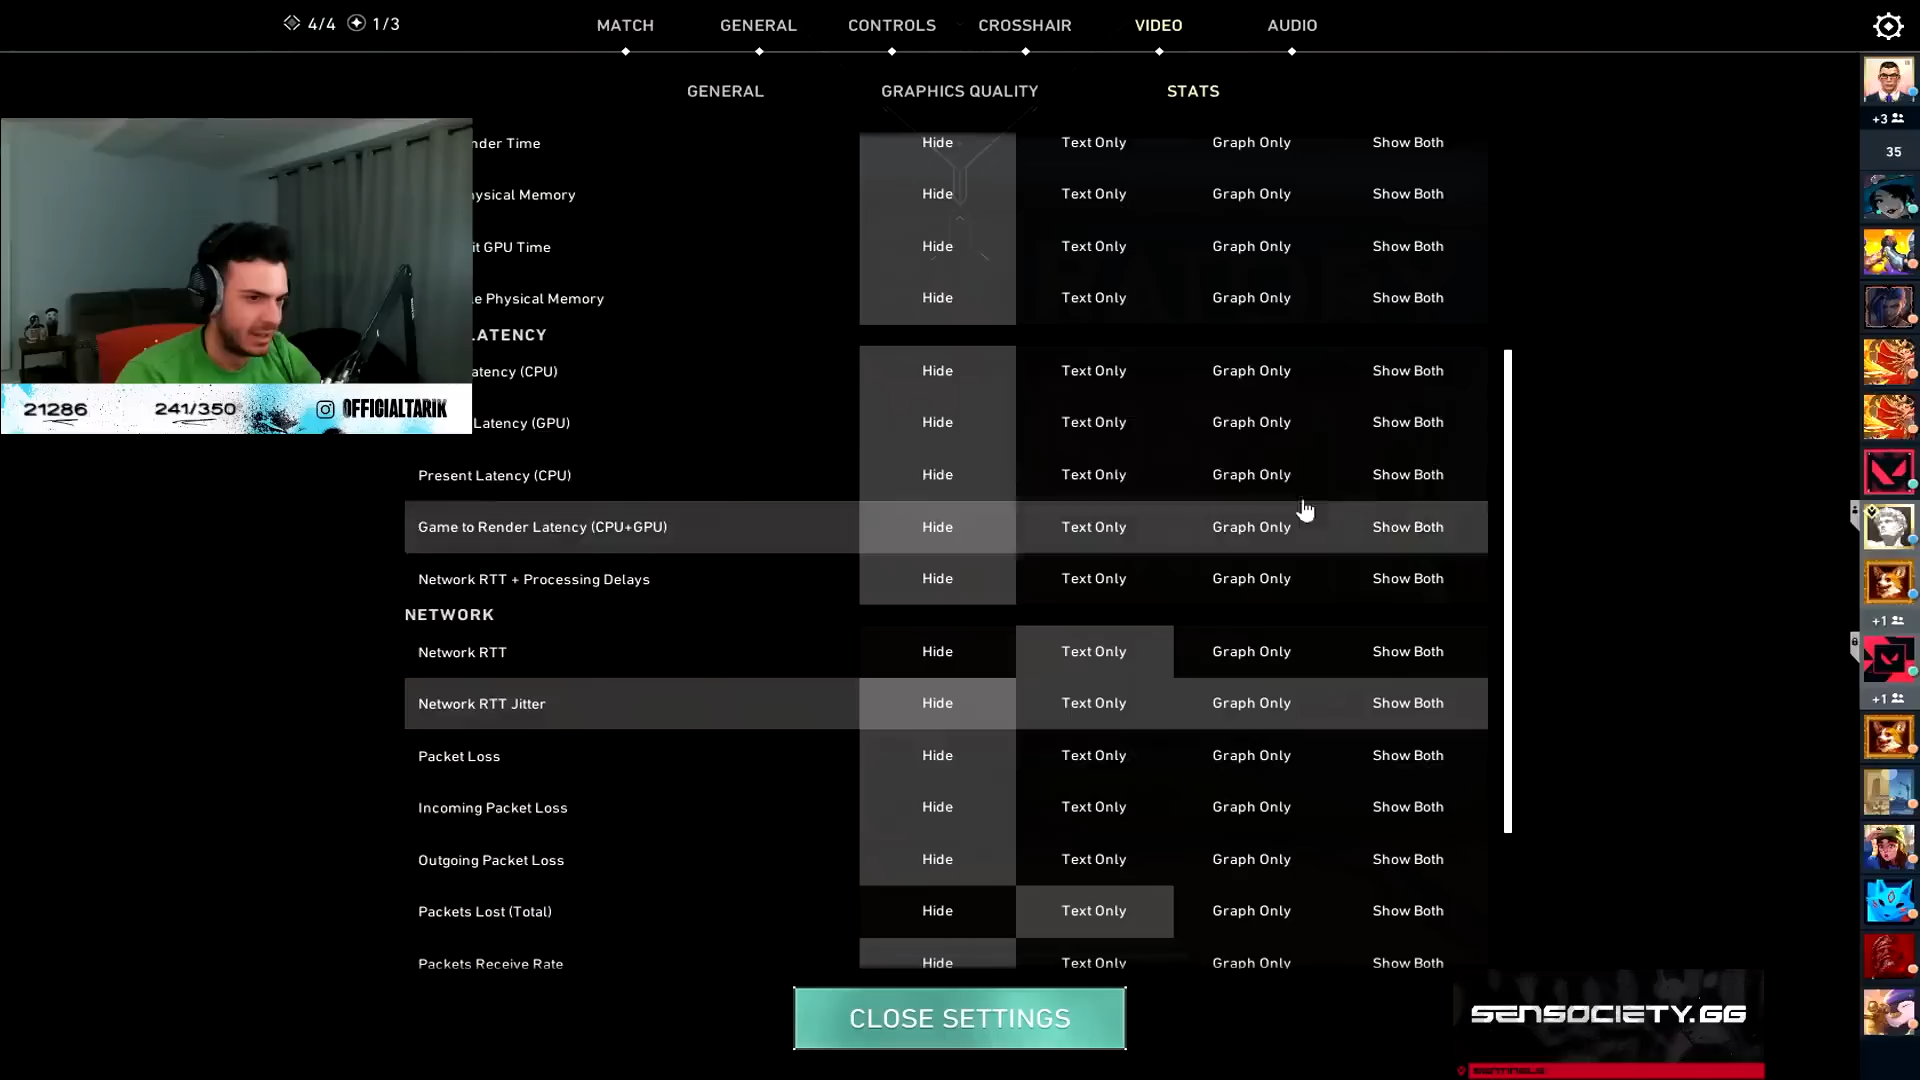 4/4 1/3 MATCH GENERAL CONTROLS CROSSHAIR VIDEO AUDIO
GENERAL GRAPHICS QUALITY STATS
+3
35
nder Time Hide Text Only Graph Only Show Both
ysical Memory Hide Text Only Graph Only Show Both
it GPU Time Hide Text Only Graph Only Show Both
le Physical Memory Hide Text Only Graph Only Show Both
LATENCY
atency (CPU) Hide Text Only Graph Only Show Both
21286 241/350 OFFICIALTARIK
Latency (GPU) Hide Text Only Graph Only Show Both
Present Latency (CPU) Hide Text Only Graph Only Show Both
Game to Render Latency (CPU+GPU) Hide Text Only Graph Only Show Both
Network RTT + Processing Delays Hide Text Only Graph Only Show Both
NETWORK
+1
Network RTT Hide Text Only Graph Only Show Both
Network RTT Jitter Hide Text Only Graph Only Show Both
+1
Packet Loss Hide Text Only Graph Only Show Both
Incoming Packet Loss Hide Text Only Graph Only Show Both
Outgoing Packet Loss Hide Text Only Graph Only Show Both
Packets Lost (Total) Hide Text Only Graph Only Show Both
Packets Receive Rate Hide Text Only Graph Only Show Both
CLOSE SETTINGS
SENSOCIETY.GG
SENTINELS